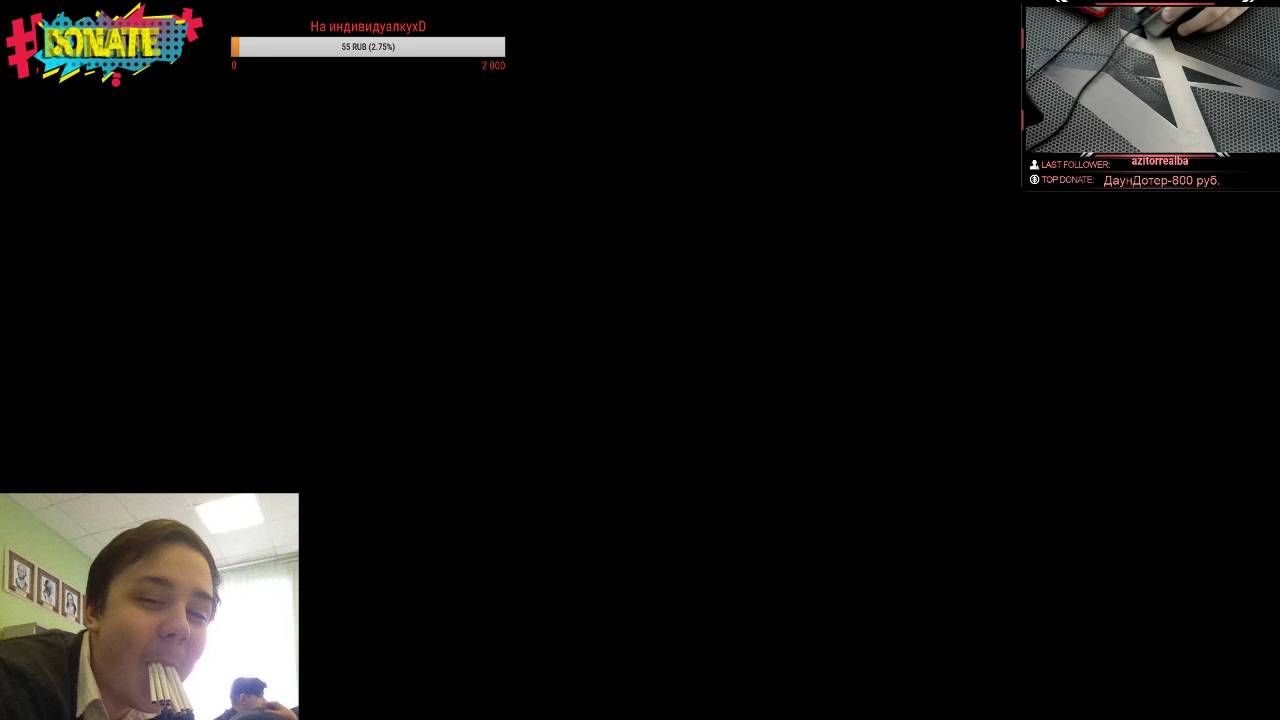 #DONATE
На индивидуалкухD
55 RUB (2.75%)
0 2 000
LAST FOLLOWER: azitorrealba
TOP DONATE: ДаунДотер-800 руб.